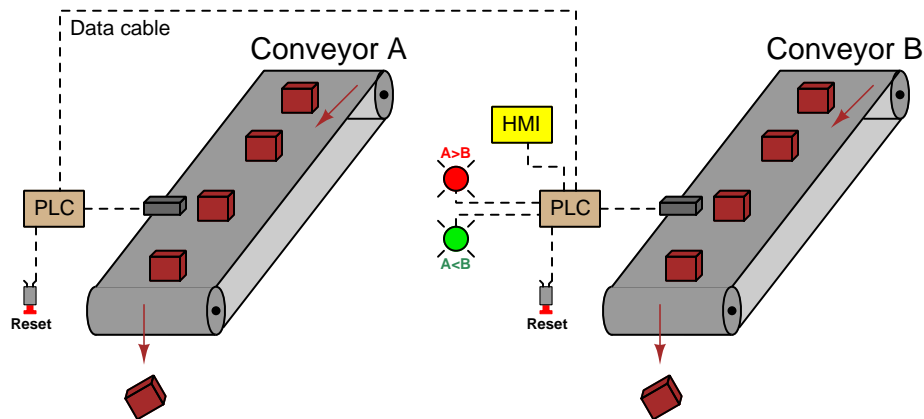 Data cable
Conveyor A
Conveyor B
HMI
A>B
PLC
PLC
A<B
Reset
Reset